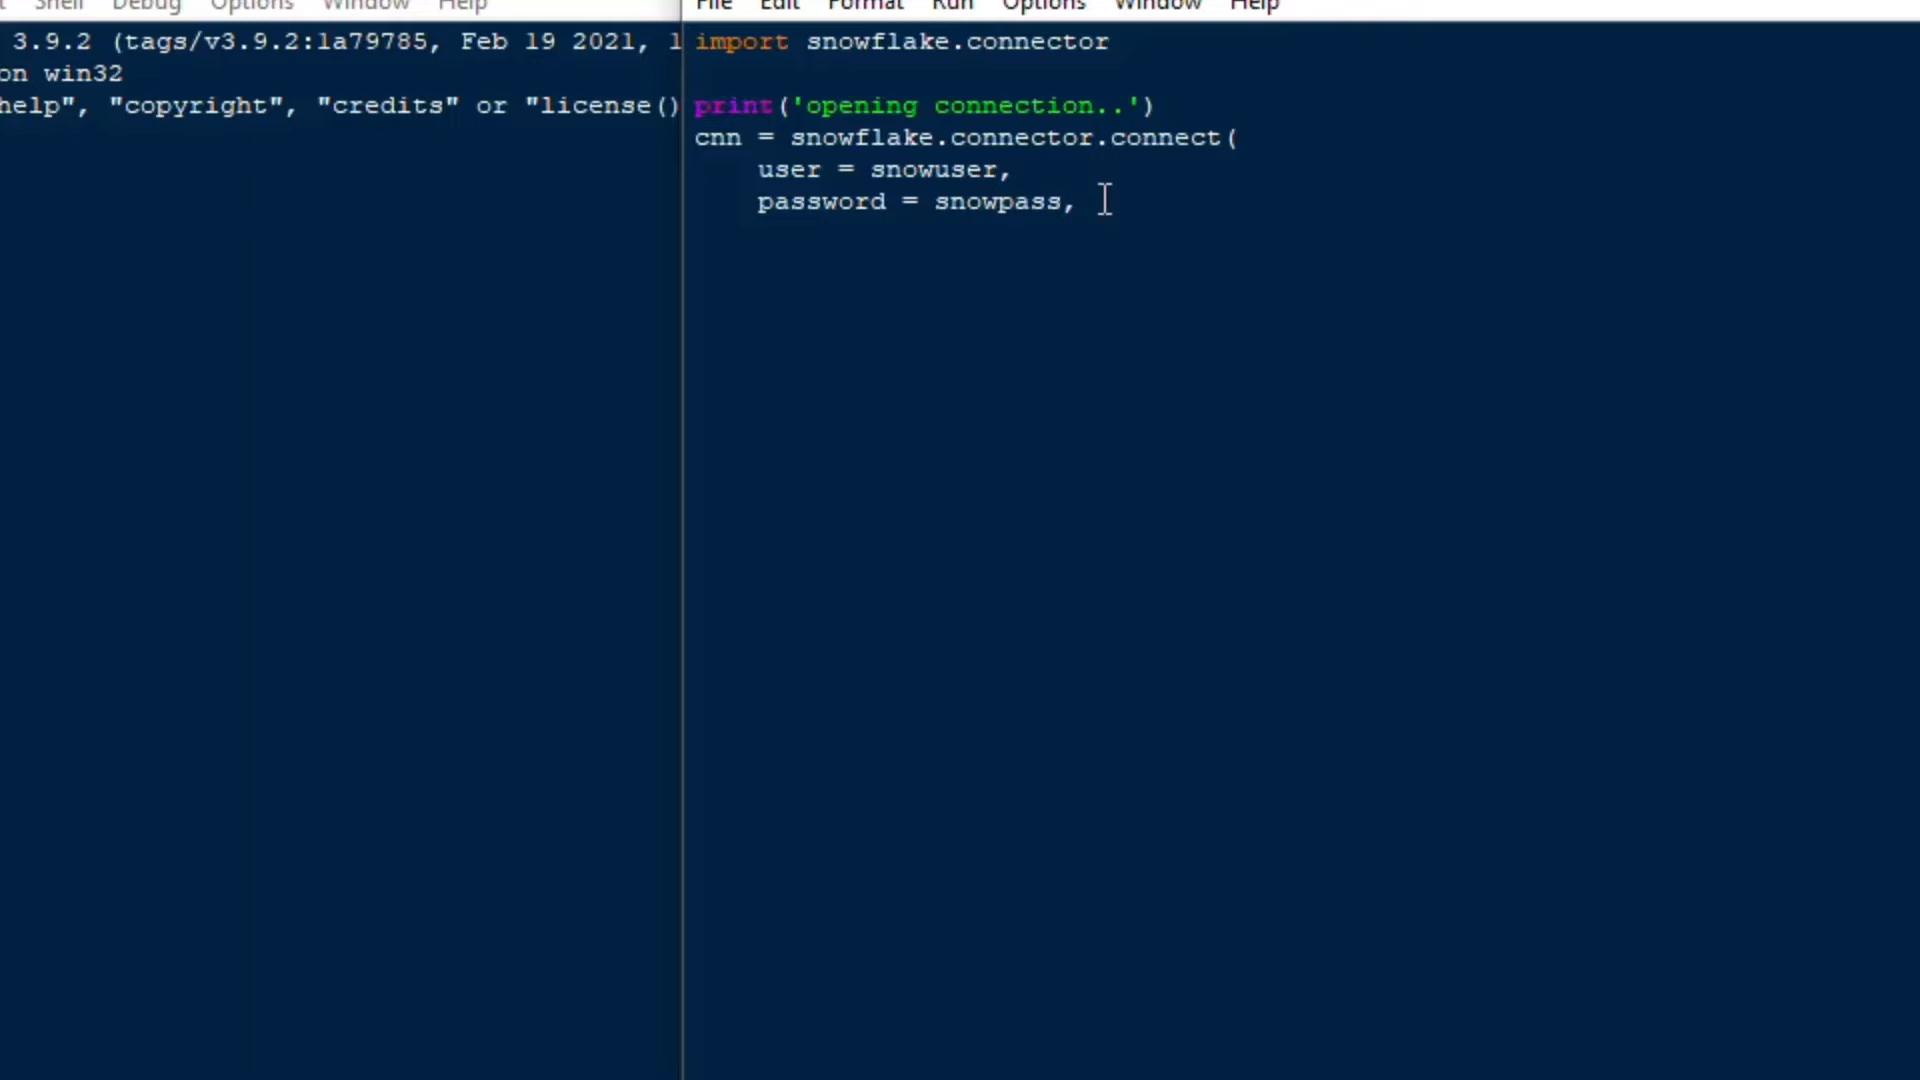 Shell Debug Options Window Help
3.9.2 (tags/v3.9.2:1a79785, Feb 19 2021, 1
on win32
help", "copyright", "credits" or "license()
File Edit Format Run Options Window Help
import snowflake.connector
print('opening connection..')
cnn = snowflake.connector.connect(
user = snowuser,
password = snowpass,